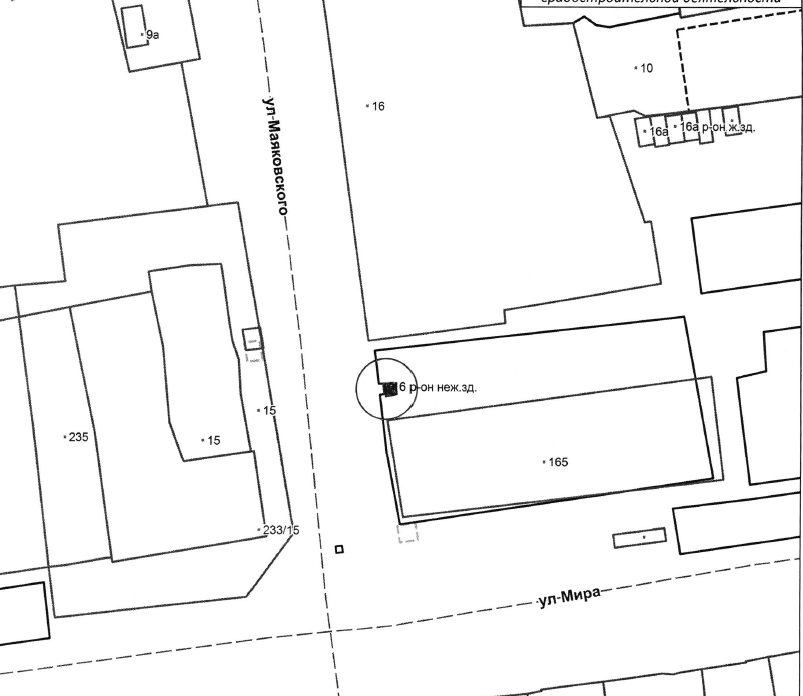 градостроительной деятельности
9а
10
16
16а
16а р-он ж.зд.
ул-Маяковского
6 р-он неж.зд.
15
235
15
165
233/15
ул-Мира